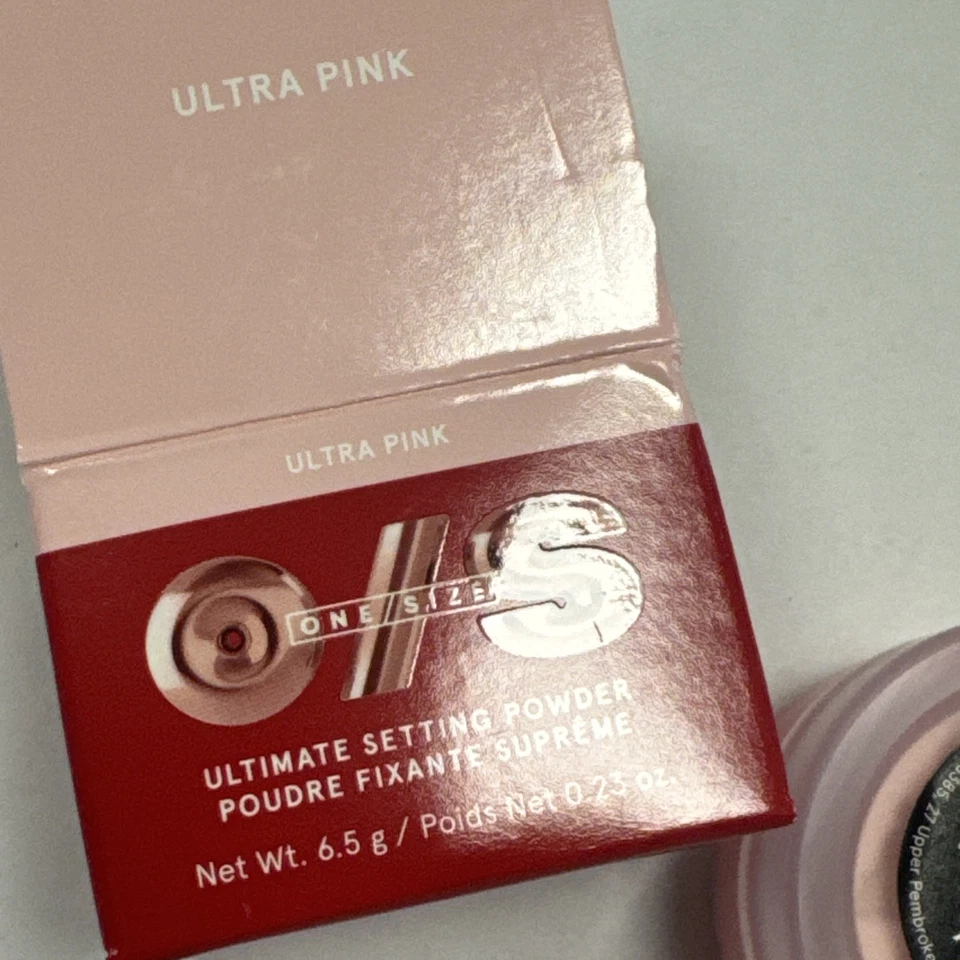 ULTRA PINK
ULTRA PINK
O/S
ONE/SIZE
ULTIMATE SETTING POWDER
POUDRE FIXANTE SUPRÊME
Net Wt. 6.5 g / Poids Net 0.23 oz.
27 Upper Pembroke